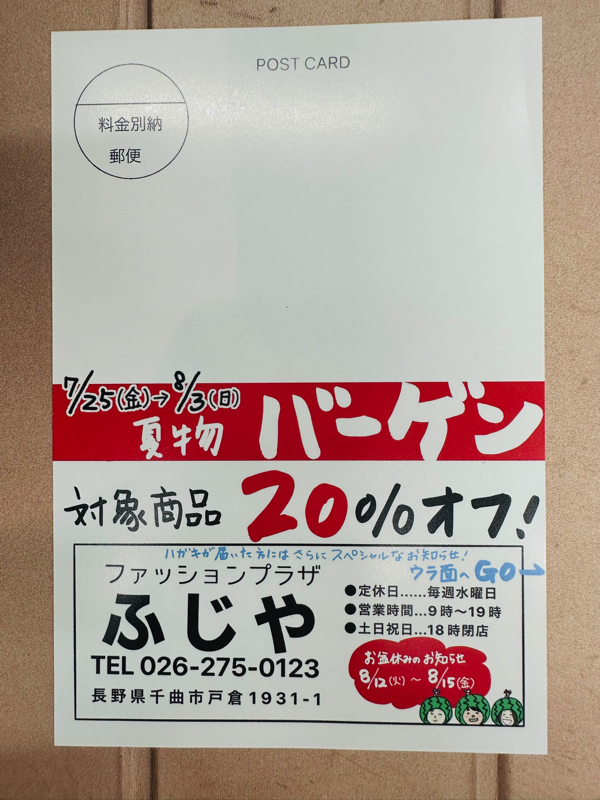 POST CARD
料金別納
郵便
7/25(金)→8/3(日)
夏物 バーゲン
対象商品 20%オフ!
ハガキが届いた方にはさらにスペシャルなお知らせ!
ウラ面へGO→
ファッションプラザ
ふじや
TEL 026-275-0123
長野県千曲市戸倉1931-1
●定休日……毎週水曜日
●営業時間…9時〜19時
●土日祝日…18時閉店
お盆休みのお知らせ
8/12(火)〜8/15(金)